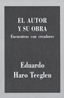 EL AUTOR
Y SU OBRA
Encuentros con creadores
Eduardo
Haro Tecglen